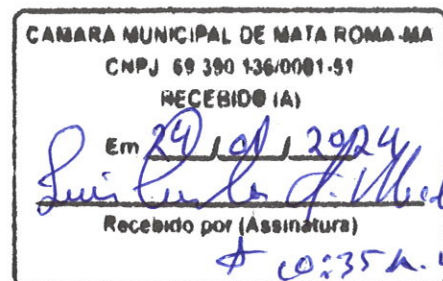 CAMARA MUNICIPAL DE MATA ROMA-MA
CNPJ 69 390 136/0001-51
RECEBIDO (A)
Em 29/01/2024
Luis
Recebido por (Assinatura)
10:35